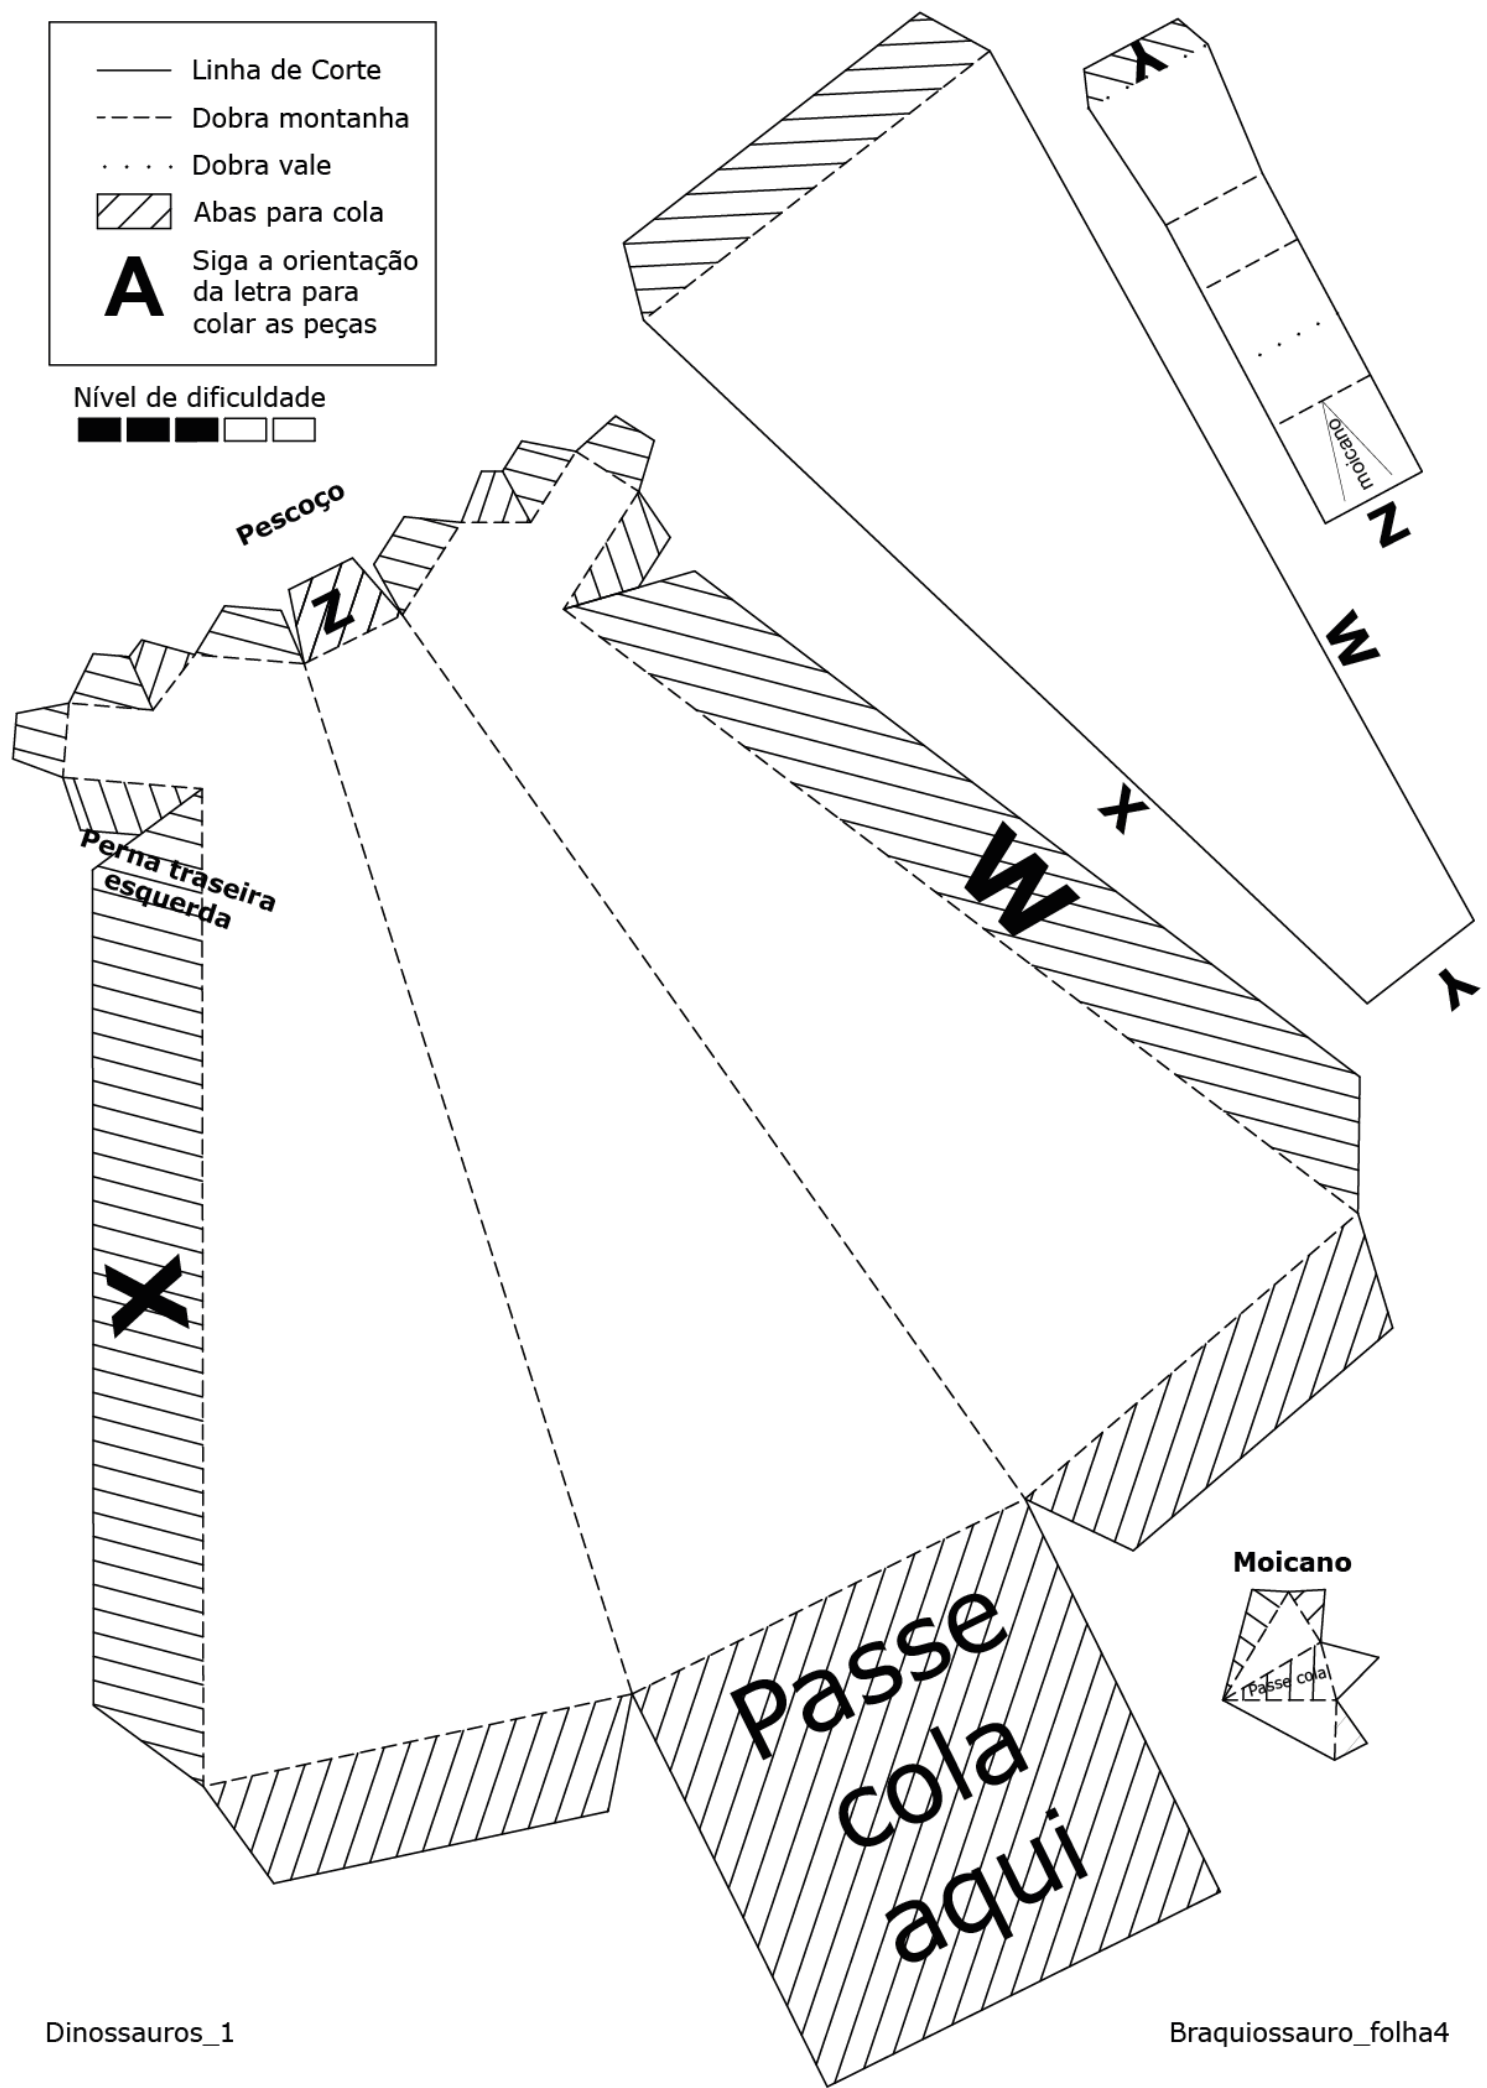 Linha de Corte
Dobra montanha
Dobra vale
Abas para cola
A
Siga a orientação
da letra para
colar as peças
Nível de dificuldade
Y
moicano
Z
Pescoço
Z
W
X
W
Perna traseira
esquerda
Y
X
Moicano
Passe cola
Passe
cola
aqui
Dinossauros_1
Braquiossauro_folha4